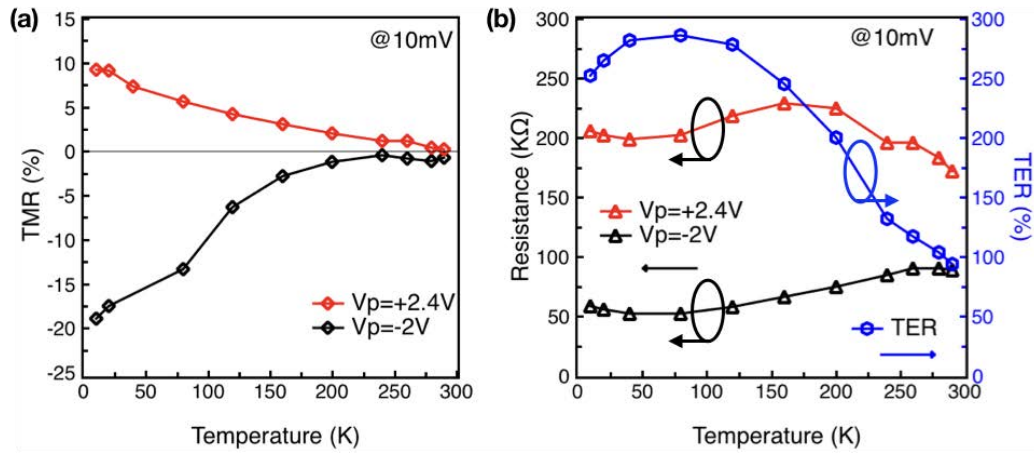 (a)
15
10
5
0
-5
-10
-15
-20
-25
TMR (%)
@10mV
Vp=+2.4V
Vp=-2V
0 50 100 150 200 250 300
Temperature (K)
(b)
300
250
200
150
100
50
0
Resistance (KΩ)
@10mV
Vp=+2.4V
Vp=-2V
TER
300
250
200
150
100
50
0
TER (%)
0 50 100 150 200 250 300
Temperature (K)